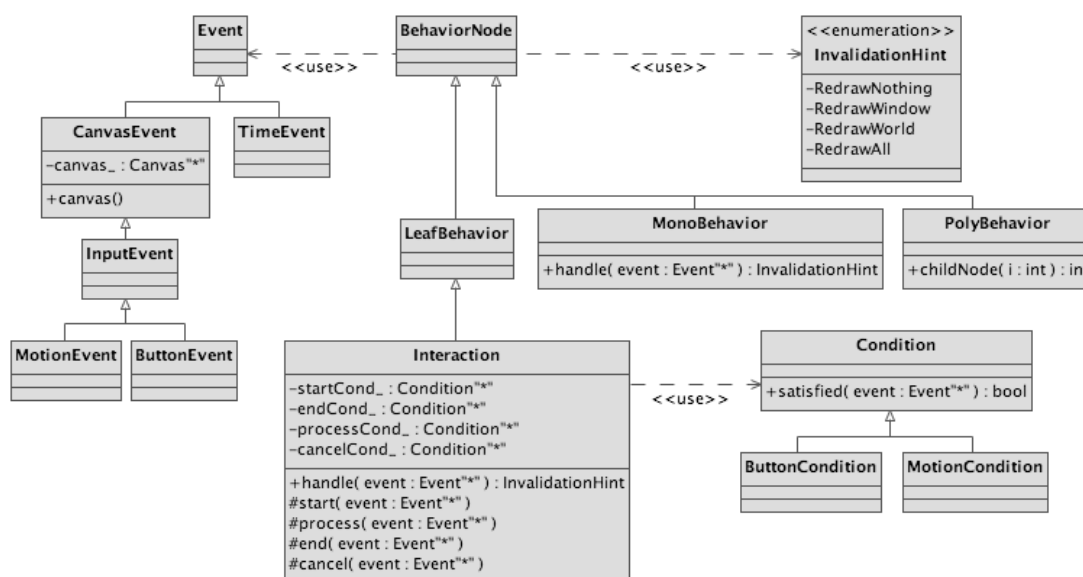 Event
BehaviorNode
<<enumeration>>
InvalidationHint
<<use>>
<<use>>
-RedrawNothing
-RedrawWindow
-RedrawWorld
-RedrawAll
CanvasEvent
-canvas_ : Canvas"*"
+canvas()
TimeEvent
InputEvent
MotionEvent
ButtonEvent
LeafBehavior
MonoBehavior
+handle( event : Event"*" ) : InvalidationHint
PolyBehavior
+childNode( i : int ) : in
Interaction
-startCond_ : Condition"*"
-endCond_ : Condition"*"
-processCond_ : Condition"*"
-cancelCond_ : Condition"*"
+handle( event : Event"*" ) : InvalidationHint
#start( event : Event"*" )
#process( event : Event"*" )
#end( event : Event"*" )
#cancel( event : Event"*" )
<<use>>
Condition
+satisfied( event : Event"*" ) : bool
ButtonCondition
MotionCondition